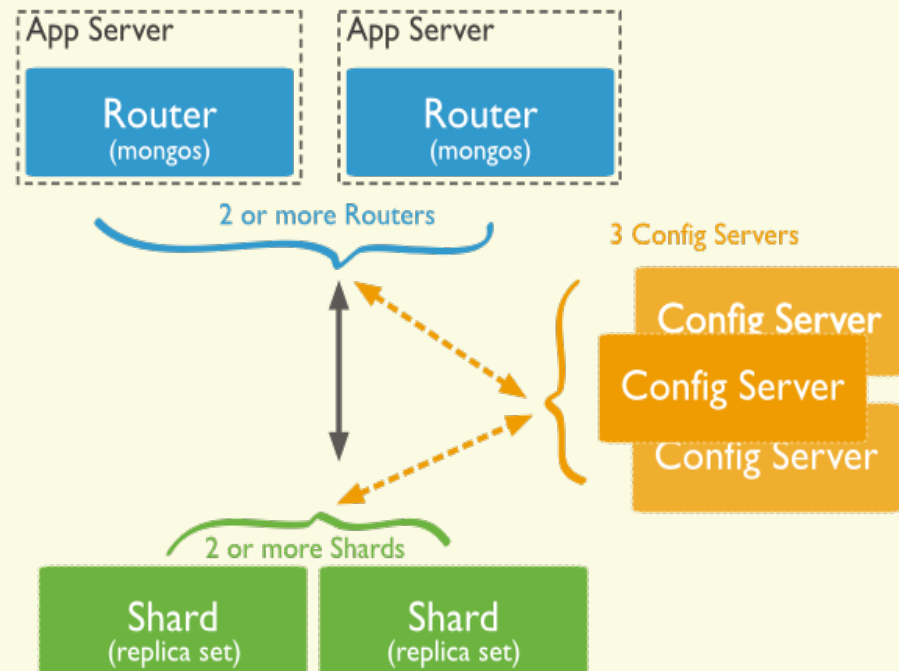 App Server
App Server
Router
(mongos)
Router
(mongos)
2 or more Routers
3 Config Servers
Config Server
Config Server
Config Server
2 or more Shards
Shard
(replica set)
Shard
(replica set)